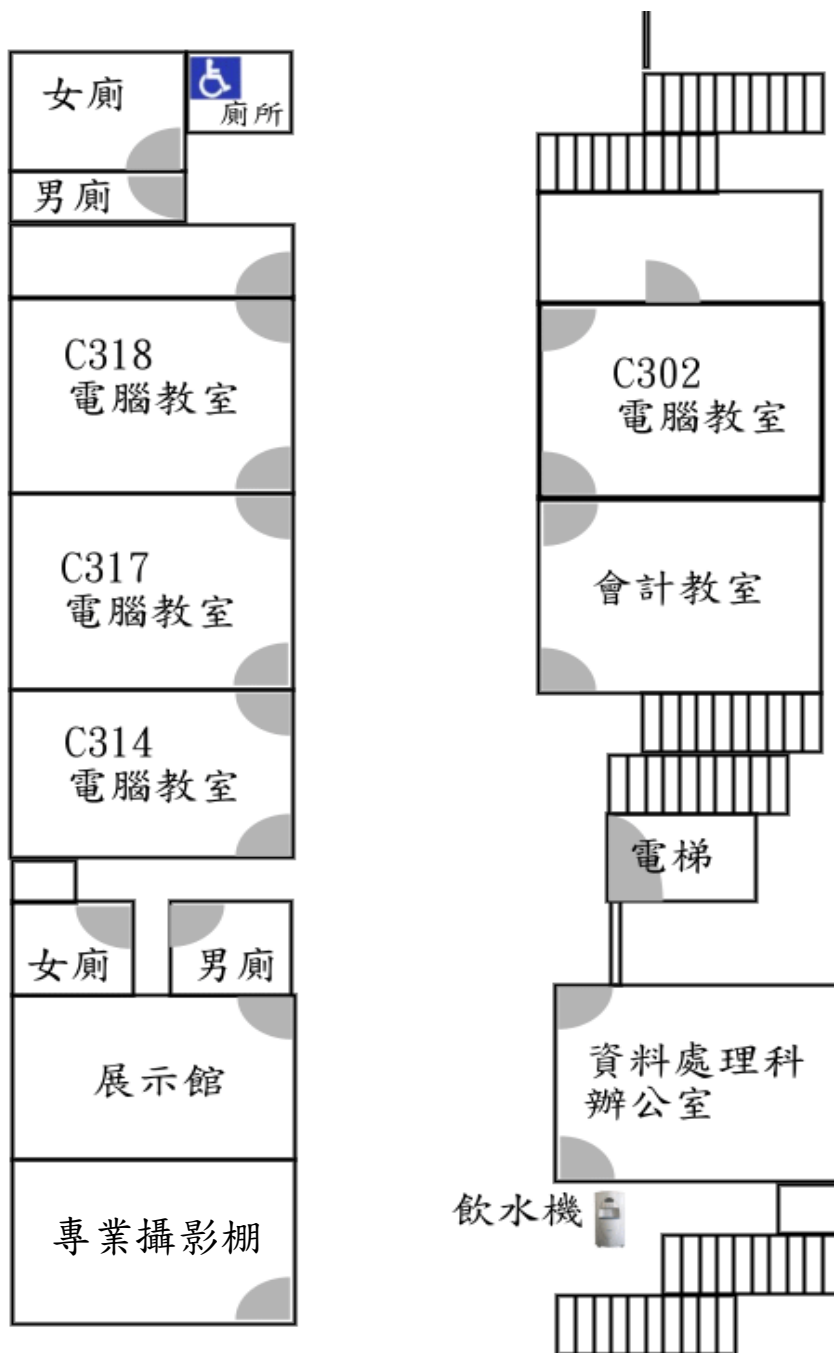 女廁
廁所
男廁
C318
電腦教室
C317
電腦教室
C314
電腦教室
女廁
男廁
展示館
專業攝影棚
C302
電腦教室
會計教室
電梯
資料處理科
辦公室
飲水機